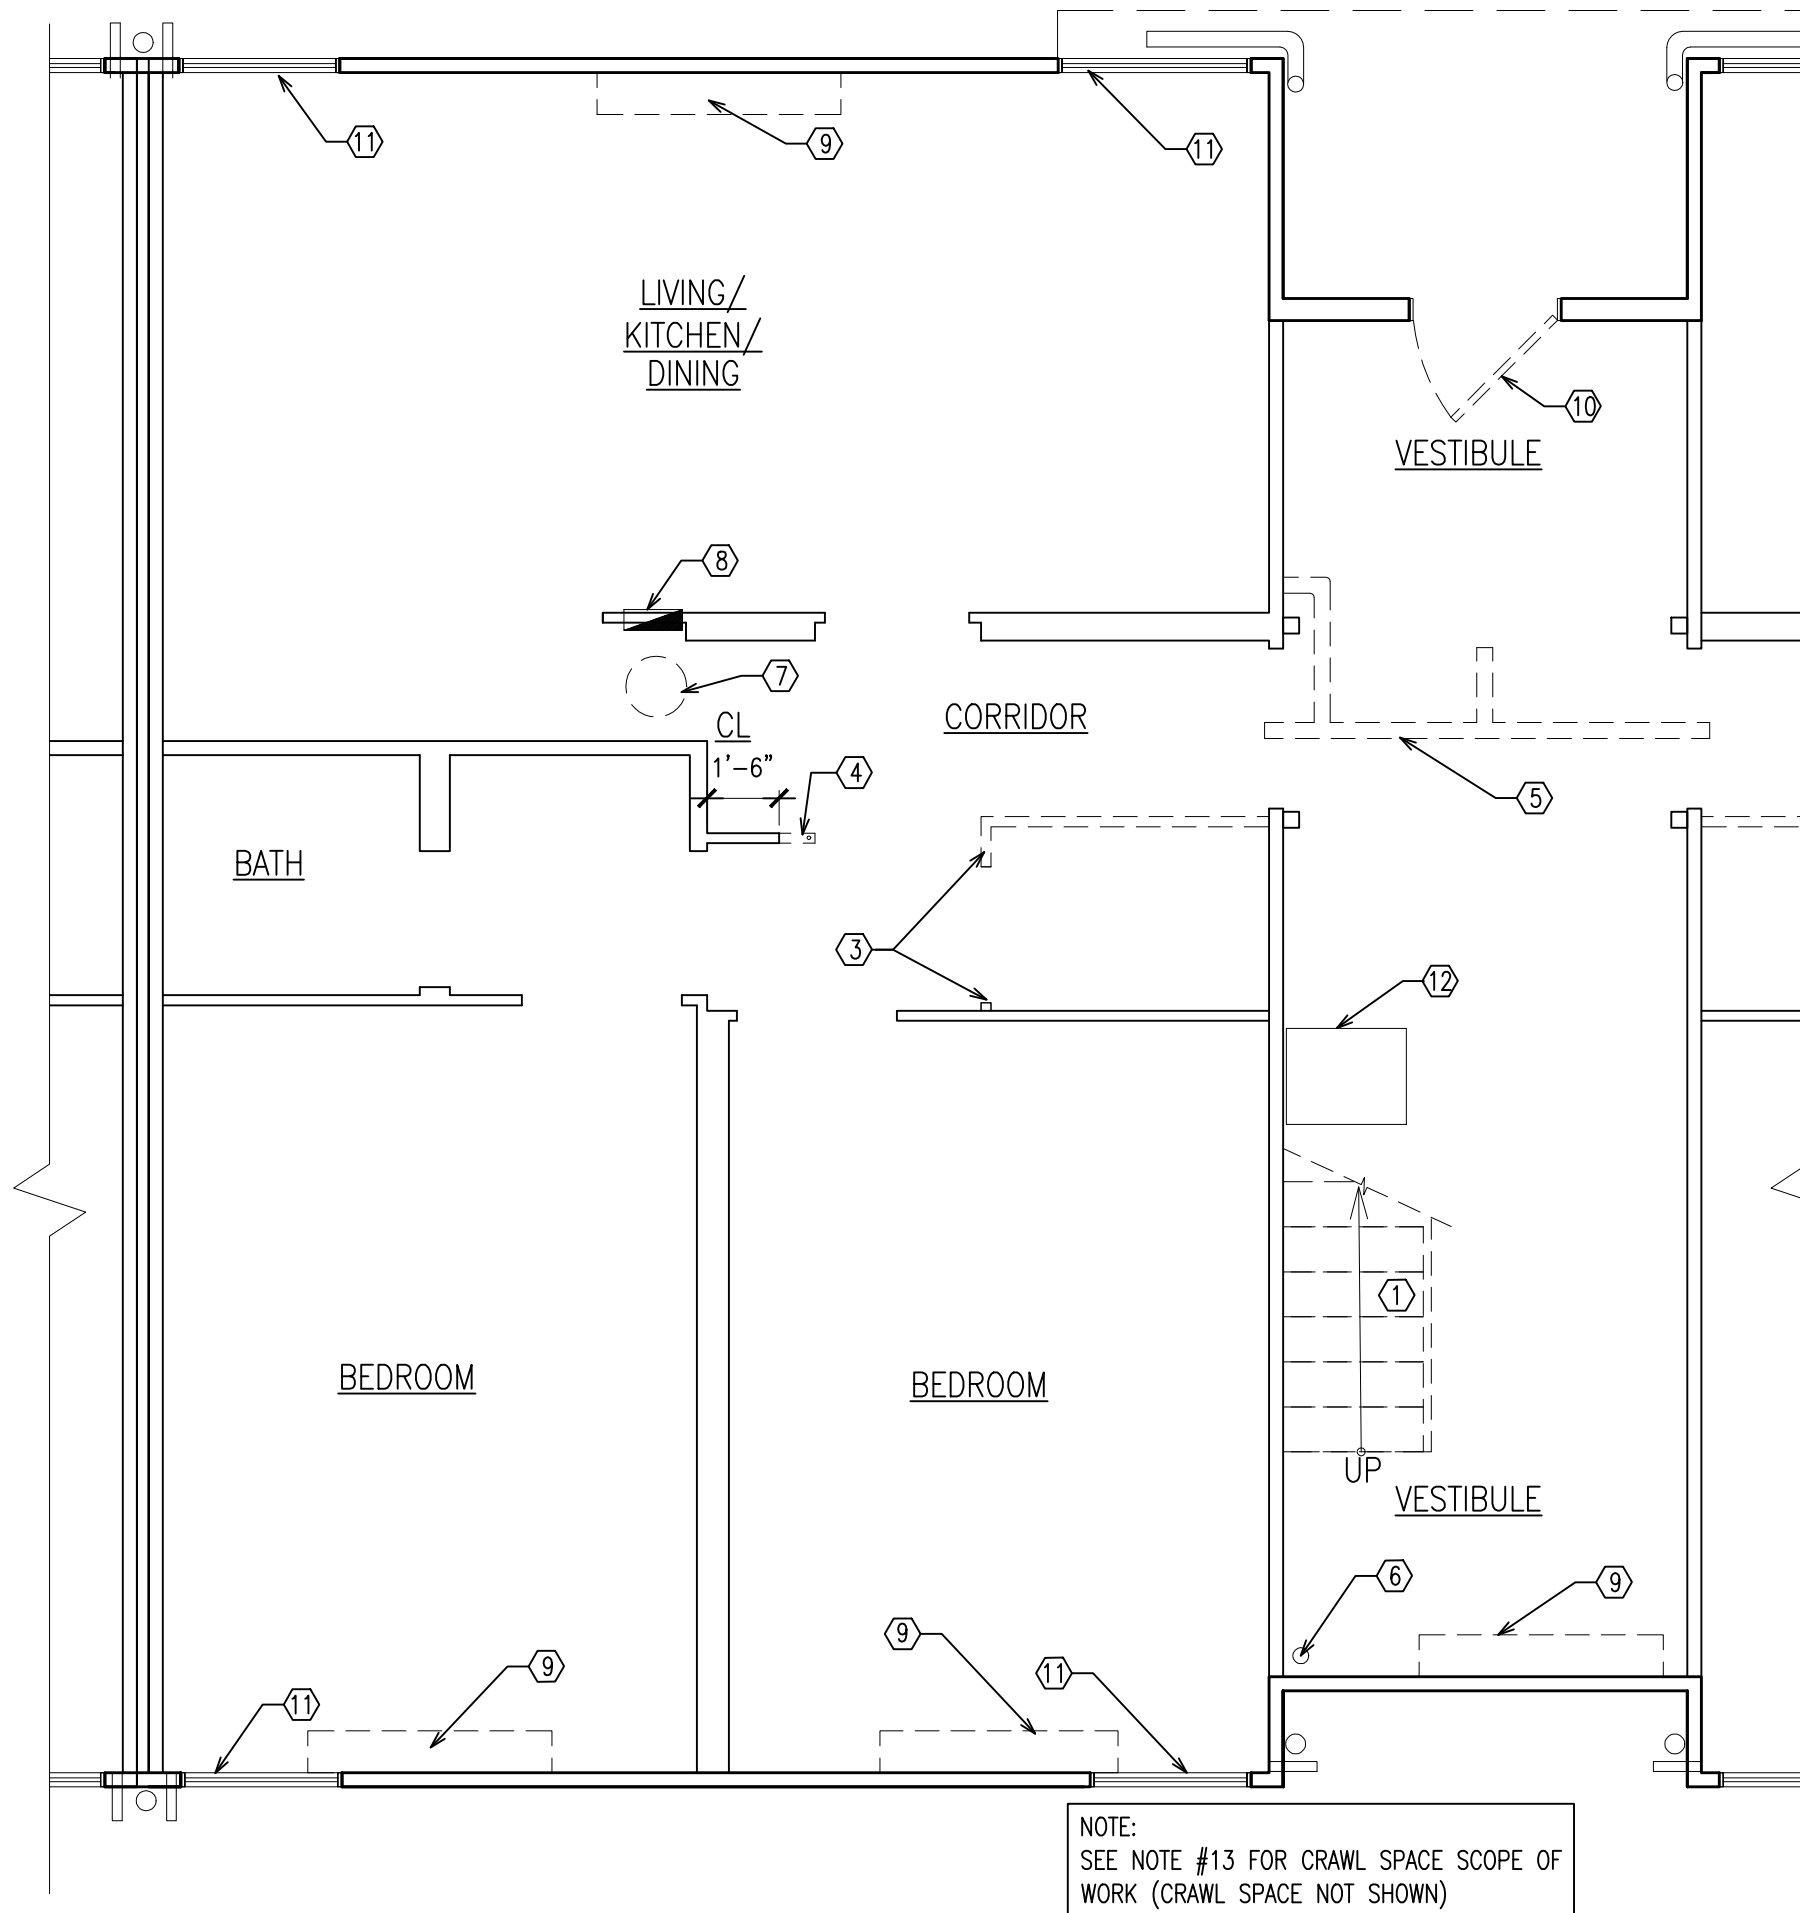 11
9
11
LIVING/
KITCHEN/
DINING
10
VESTIBULE
8
7
CL
CORRIDOR
1'-6"
4
5
BATH
3
12
1
BEDROOM
BEDROOM
UP
VESTIBULE
6
9
9
9
11
11
NOTE:
SEE NOTE #13 FOR CRAWL SPACE SCOPE OF
WORK (CRAWL SPACE NOT SHOWN)